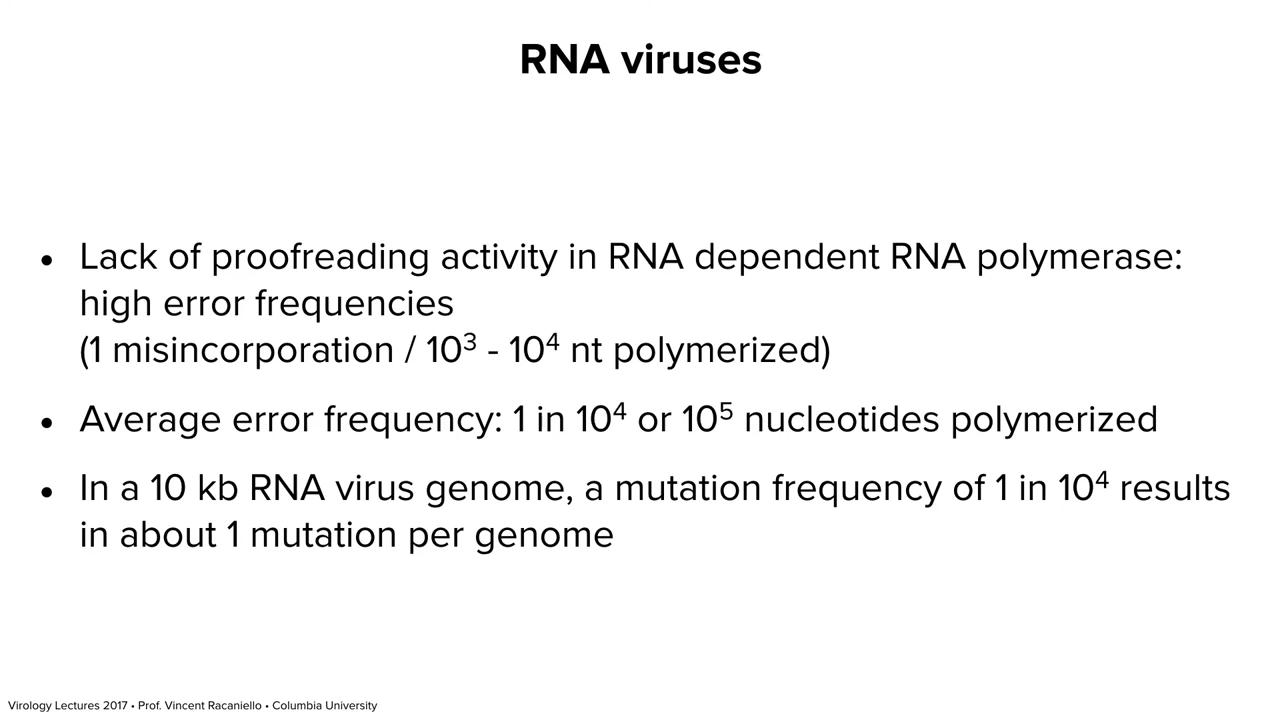 RNA viruses
• Lack of proofreading activity in RNA dependent RNA polymerase:
high error frequencies
(1 misincorporation / 10³ - 10⁴ nt polymerized)
• Average error frequency: 1 in 10⁴ or 10⁵ nucleotides polymerized
• In a 10 kb RNA virus genome, a mutation frequency of 1 in 10⁴ results
in about 1 mutation per genome
Virology Lectures 2017 • Prof. Vincent Racaniello • Columbia University